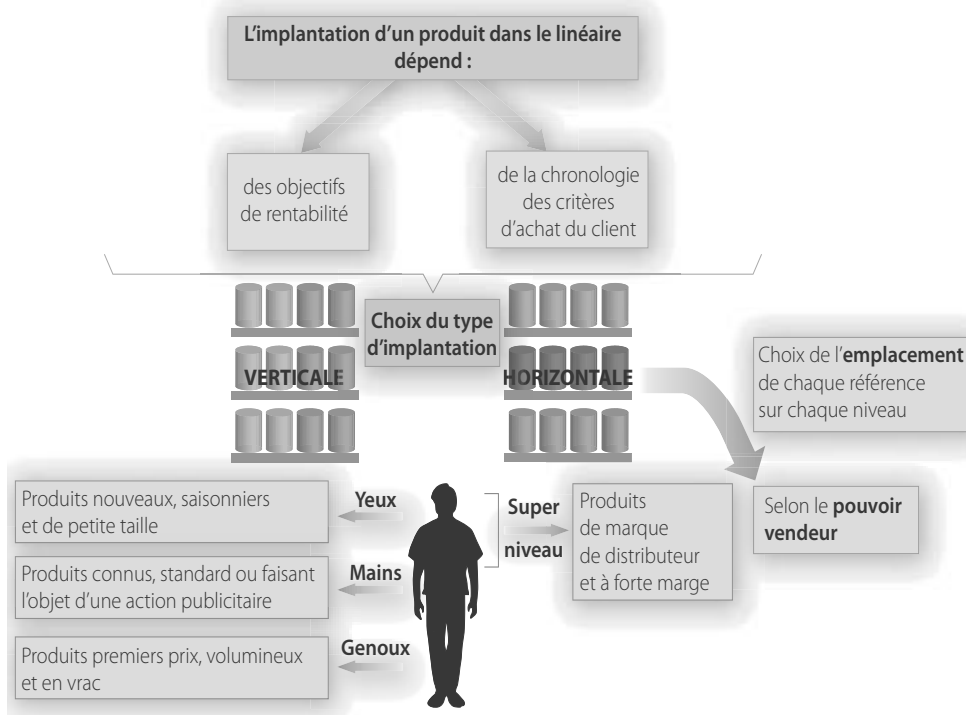 L'implantation d'un produit dans le linéaire
dépend :
des objectifs
de rentabilité
de la chronologie
des critères
d'achat du client
Choix du type
d'implantation
VERTICALE
HORIZONTALE
Choix de l'emplacement
de chaque référence
sur chaque niveau
Selon le pouvoir
vendeur
Produits nouveaux, saisonniers
et de petite taille
Yeux
Produits connus, standard ou faisant
l'objet d'une action publicitaire
Mains
Produits premiers prix, volumineux
et en vrac
Genoux
Super
niveau
Produits
de marque
de distributeur
et à forte marge